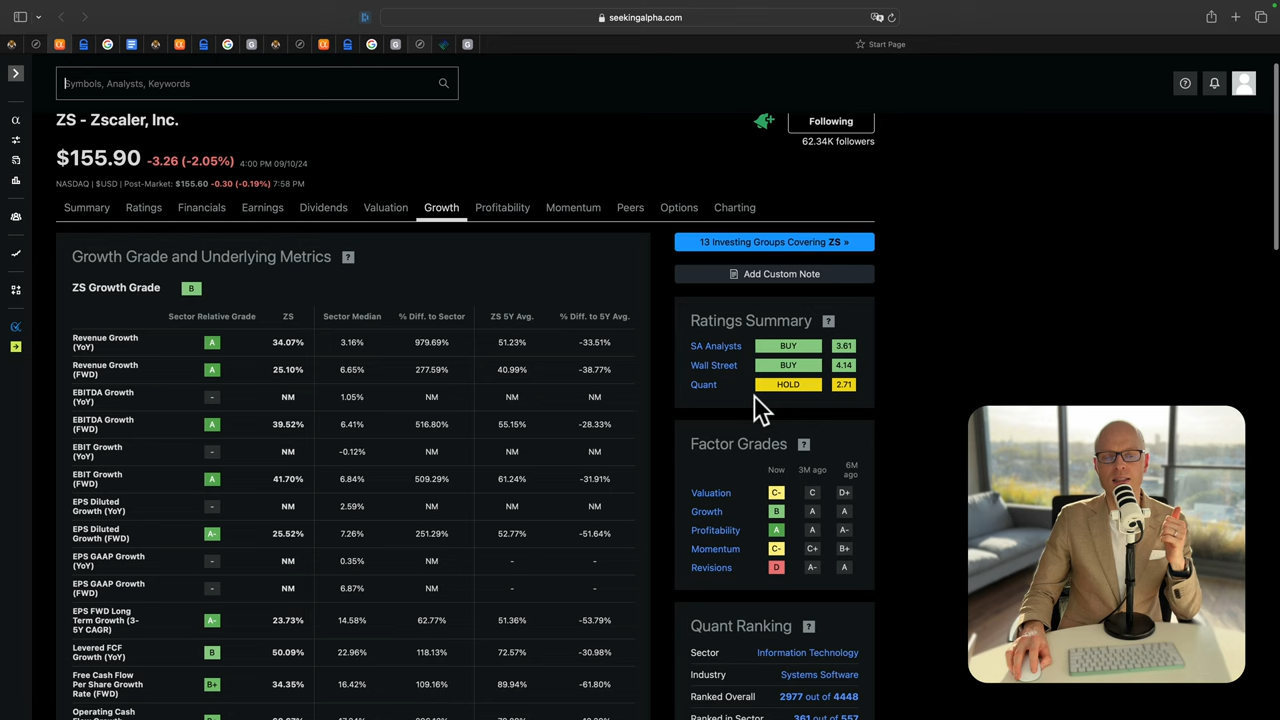 seekingalpha.com
Start Page
Symbols, Analysts, Keywords
ZS - Zscaler, Inc.
Following
62.34K followers
$155.90 -3.26 (-2.05%) 4:00 PM 09/10/24
NASDAQ | $USD | Post-Market: $155.60 -0.30 (-0.19%) 7:58 PM
Summary Ratings Financials Earnings Dividends Valuation Growth Profitability Momentum Peers Options Charting
Growth Grade and Underlying Metrics ?
ZS Growth Grade B
Sector Relative Grade ZS Sector Median % Diff. to Sector ZS 5Y Avg. % Diff. to 5Y Avg.
Revenue Growth (YoY) A 34.07% 3.16% 979.69% 51.23% -33.51%
Revenue Growth (FWD) A 25.10% 6.65% 277.59% 40.99% -38.77%
EBITDA Growth (YoY) - NM 1.05% NM NM NM
EBITDA Growth (FWD) A 39.52% 6.41% 516.80% 55.15% -28.33%
EBIT Growth (YoY) - NM -0.12% NM NM NM
EBIT Growth (FWD) A 41.70% 6.84% 509.29% 61.24% -31.91%
EPS Diluted Growth (YoY) - NM 2.59% NM NM NM
EPS Diluted Growth (FWD) A- 25.52% 7.26% 251.29% 52.77% -51.64%
EPS GAAP Growth (YoY) - NM 0.35% NM - -
EPS GAAP Growth (FWD) - NM 6.87% NM - -
EPS FWD Long Term Growth (3-5Y CAGR) A- 23.73% 14.58% 62.77% 51.36% -53.79%
Levered FCF Growth (YoY) B 50.09% 22.96% 118.13% 72.57% -30.98%
Free Cash Flow Per Share Growth Rate (FWD) B+ 34.35% 16.42% 109.16% 89.94% -61.80%
Operating Cash
13 Investing Groups Covering ZS »
Add Custom Note
Ratings Summary ?
SA Analysts BUY 3.61
Wall Street BUY 4.14
Quant HOLD 2.71
Factor Grades ?
Now 3M ago 6M ago
Valuation C- C D+
Growth B A A
Profitability A A A-
Momentum C- C+ B+
Revisions D A- A
Quant Ranking ?
Sector Information Technology
Industry Systems Software
Ranked Overall 2977 out of 4448
Ranked in Sector 361 out of 557